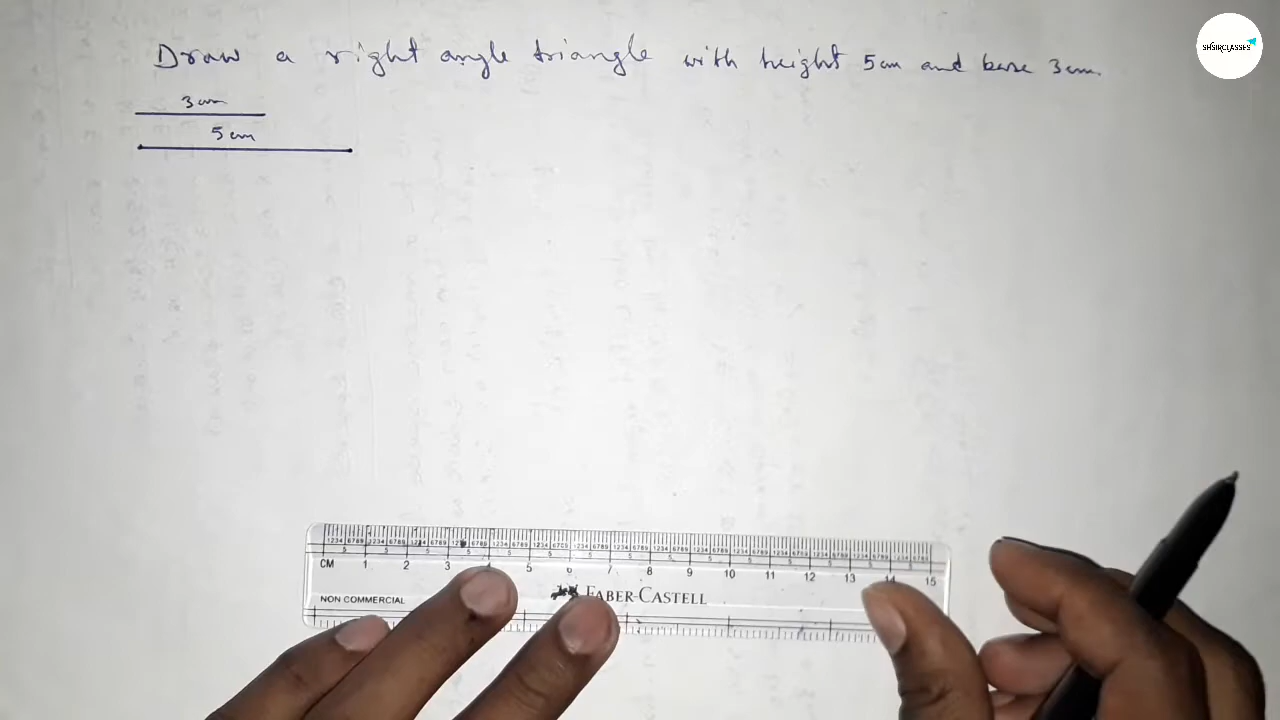 SHSIRCLASSES
Draw a right angle triangle with height 5cm and base 3cm.
3cm
5cm
CM 1 2 3 4 5 6 7 8 9 10 11 12 13 14 15
NON COMMERCIAL
FABER-CASTELL